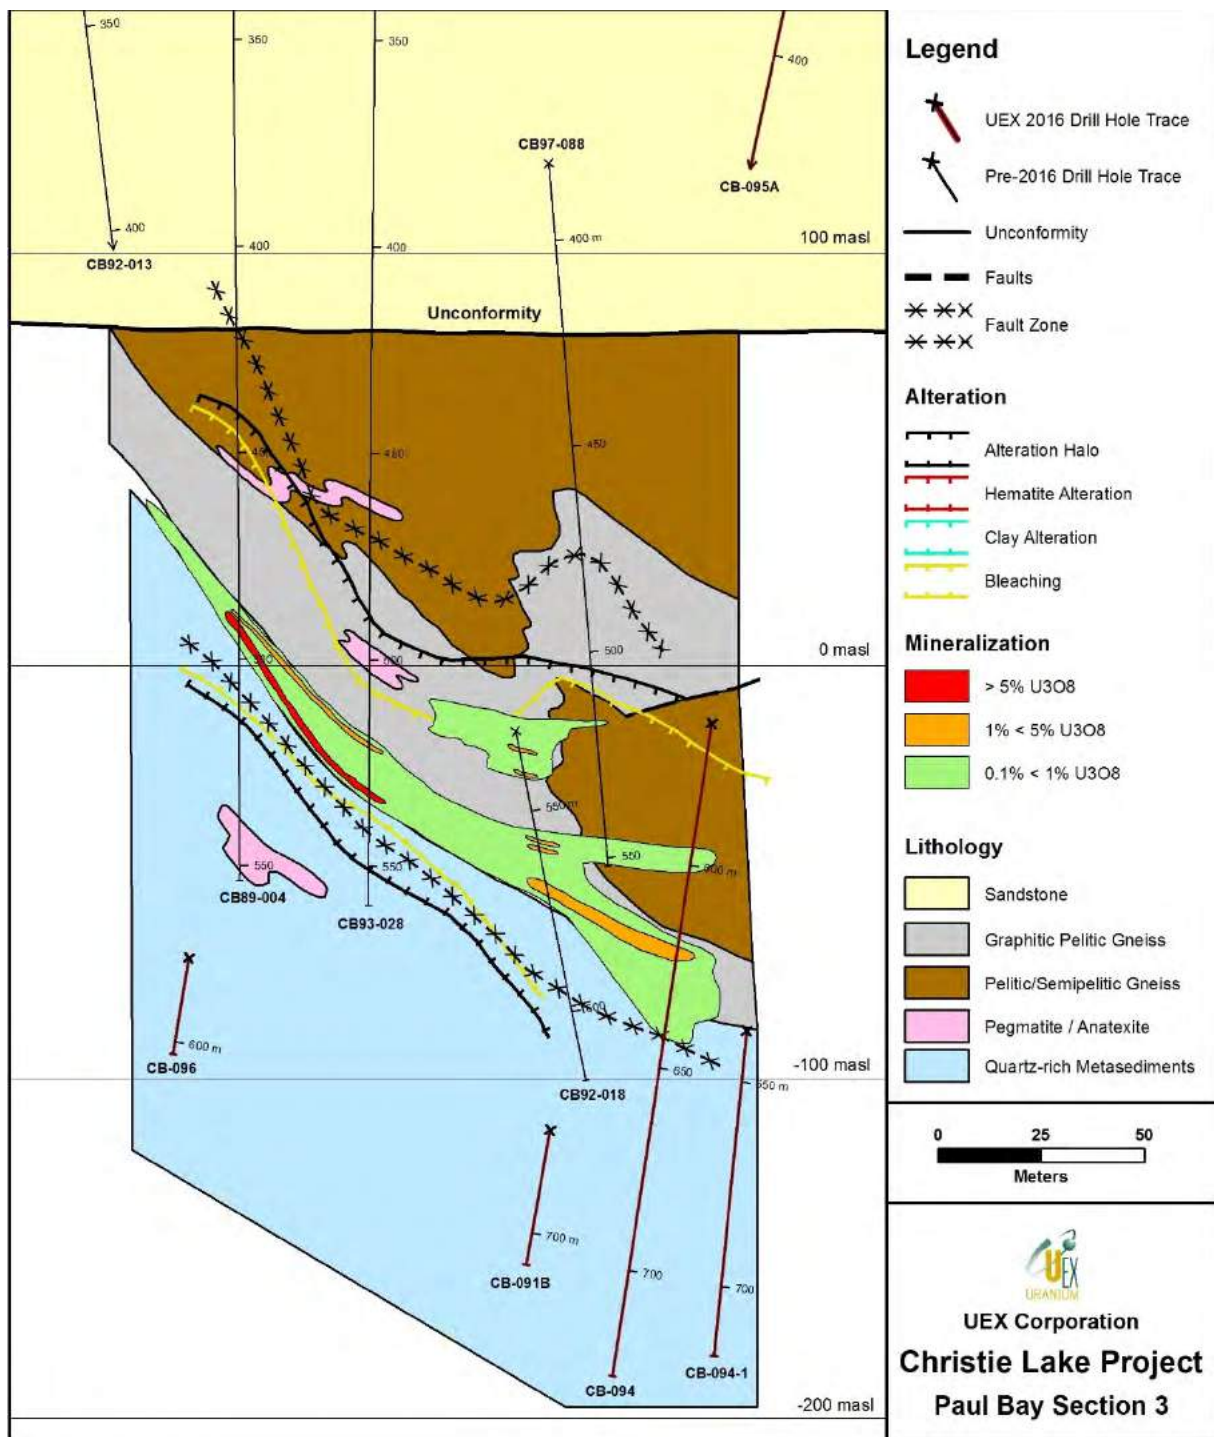 350
350
350
400
CB97-088
CB-095A
400
400
400
400 m
100 masl
CB92-013
Unconformity
450
480
500
0 masl
550 m
550
600 m
550
550
CB89-004
CB93-028
600 m
CB-096
650
550 m
-100 masl
CB92-018
700 m
CB-091B
700
700
CB-094-1
CB-094
-200 masl
Legend
UEX 2016 Drill Hole Trace
Pre-2016 Drill Hole Trace
Unconformity
Faults
Fault Zone
Alteration
Alteration Halo
Hematite Alteration
Clay Alteration
Bleaching
Mineralization
> 5% U3O8
1% < 5% U3O8
0.1% < 1% U3O8
Lithology
Sandstone
Graphitic Pelitic Gneiss
Pelitic/Semipelitic Gneiss
Pegmatite / Anatexite
Quartz-rich Metasediments
0 25 50
Meters
UEX
URANIUM
UEX Corporation
Christie Lake Project
Paul Bay Section 3